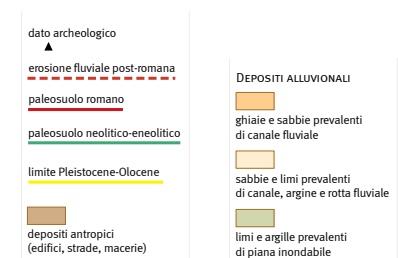 dato archeologico
erosione fluviale post-romana
paleosuolo romano
paleosuolo neolitico-eneolitico
limite Pleistocene-Olocene
depositi antropici
(edifici, strade, macerie)
DEPOSITI ALLUVIONALI
ghiaie e sabbie prevalenti
di canale fluviale
sabbie e limi prevalenti
di canale, argine e rotta fluviale
limi e argille prevalenti
di piana inondabile